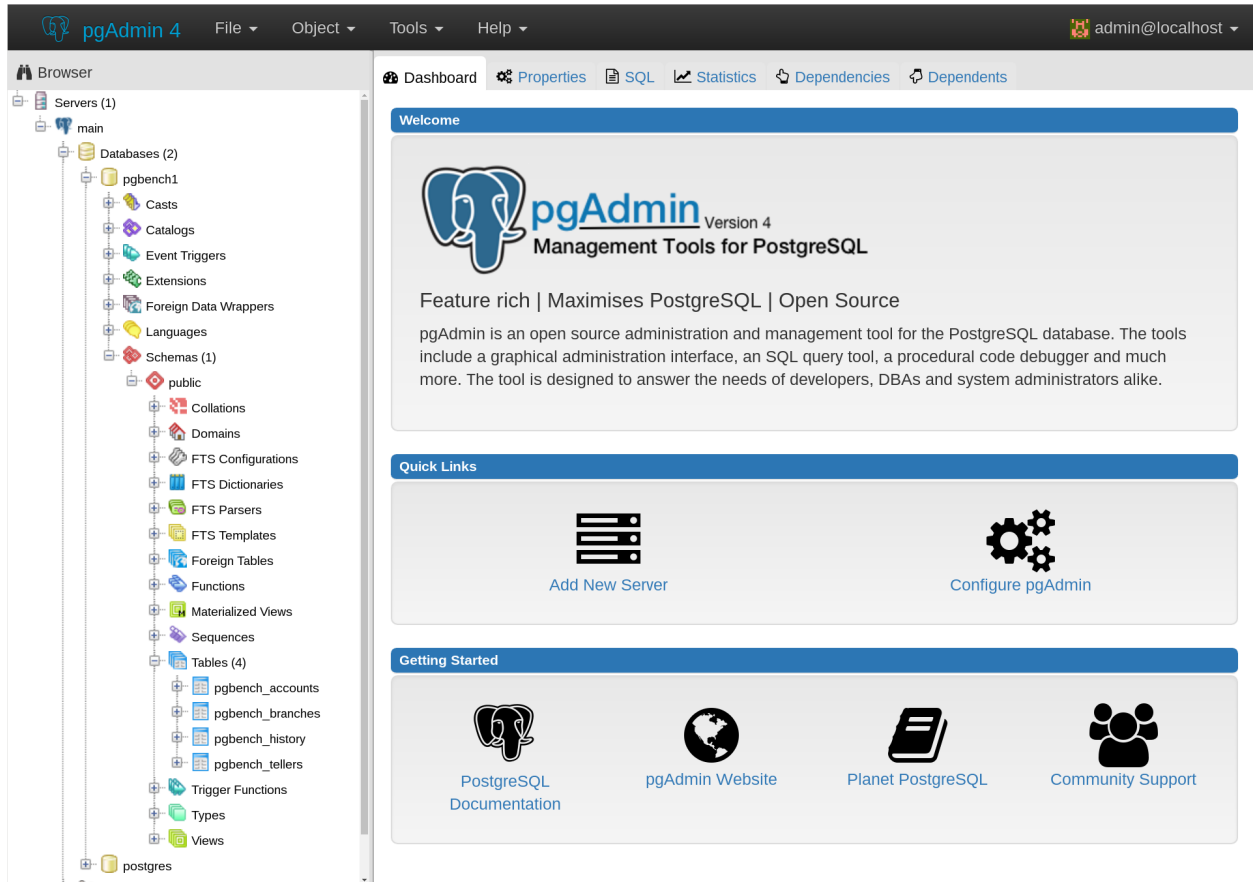 pgAdmin 4 File Object Tools Help admin@localhost
Browser
Servers (1)
main
Databases (2)
pgbench1
Casts
Catalogs
Event Triggers
Extensions
Foreign Data Wrappers
Languages
Schemas (1)
public
Collations
Domains
FTS Configurations
FTS Dictionaries
FTS Parsers
FTS Templates
Foreign Tables
Functions
Materialized Views
Sequences
Tables (4)
pgbench_accounts
pgbench_branches
pgbench_history
pgbench_tellers
Trigger Functions
Types
Views
postgres
Dashboard Properties SQL Statistics Dependencies Dependents
Welcome
pgAdmin Version 4
Management Tools for PostgreSQL
Feature rich | Maximises PostgreSQL | Open Source
pgAdmin is an open source administration and management tool for the PostgreSQL database. The tools
include a graphical administration interface, an SQL query tool, a procedural code debugger and much
more. The tool is designed to answer the needs of developers, DBAs and system administrators alike.
Quick Links
Add New Server
Configure pgAdmin
Getting Started
PostgreSQL
Documentation
pgAdmin Website
Planet PostgreSQL
Community Support